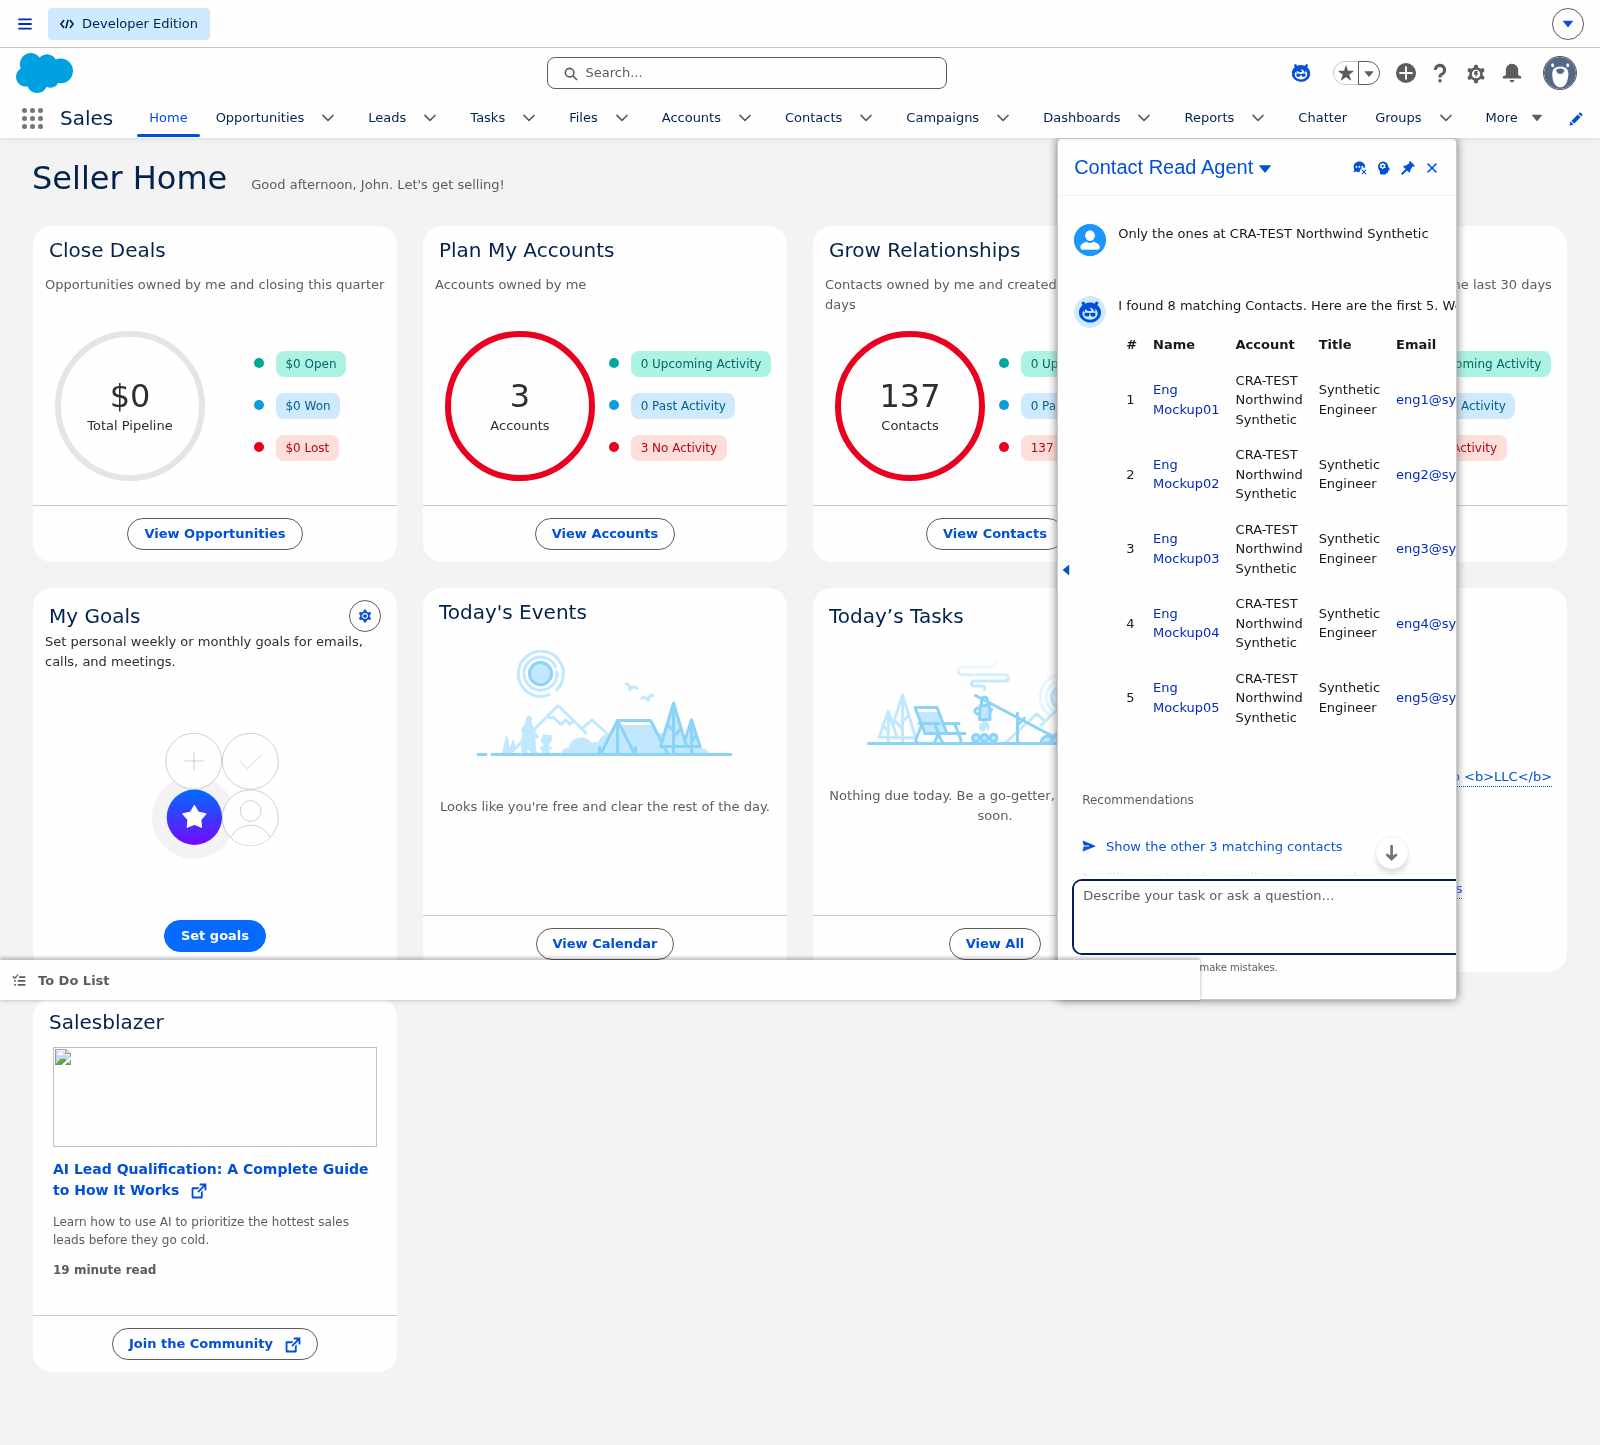 Developer Edition
Search...
Sales
Home
Opportunities
Leads
Tasks
Files
Accounts
Contacts
Campaigns
Dashboards
Reports
Chatter
Groups
More
Seller Home
Good afternoon, John. Let's get selling!
Close Deals
Opportunities owned by me and closing this quarter
$0
Total Pipeline
$0 Open
$0 Won
$0 Lost
View Opportunities
Plan My Accounts
Accounts owned by me
3
Accounts
0 Upcoming Activity
0 Past Activity
3 No Activity
View Accounts
Grow Relationships
Contacts owned by me and created
days
137
Contacts
0 Up
0 Pa
137
View Contacts
last 30 days
Activity
Activity
Activity
Contact Read Agent
Only the ones at CRA-TEST Northwind Synthetic
I found 8 matching Contacts. Here are the first 5. W
# Name Account Title Email
1 Eng Mockup01 CRA-TEST Northwind Synthetic Synthetic Engineer eng1@sy
2 Eng Mockup02 CRA-TEST Northwind Synthetic Synthetic Engineer eng2@sy
3 Eng Mockup03 CRA-TEST Northwind Synthetic Synthetic Engineer eng3@sy
4 Eng Mockup04 CRA-TEST Northwind Synthetic Synthetic Engineer eng4@sy
5 Eng Mockup05 CRA-TEST Northwind Synthetic Synthetic Engineer eng5@sy
Recommendations
Show the other 3 matching contacts
Describe your task or ask a question...
make mistakes.
<b>LLC</b>
My Goals
Set personal weekly or monthly goals for emails,
calls, and meetings.
Set goals
Today's Events
Looks like you're free and clear the rest of the day.
View Calendar
Today’s Tasks
Nothing due today. Be a go-getter,
soon.
View All
To Do List
Salesblazer
AI Lead Qualification: A Complete Guide
to How It Works
Learn how to use AI to prioritize the hottest sales
leads before they go cold.
19 minute read
Join the Community